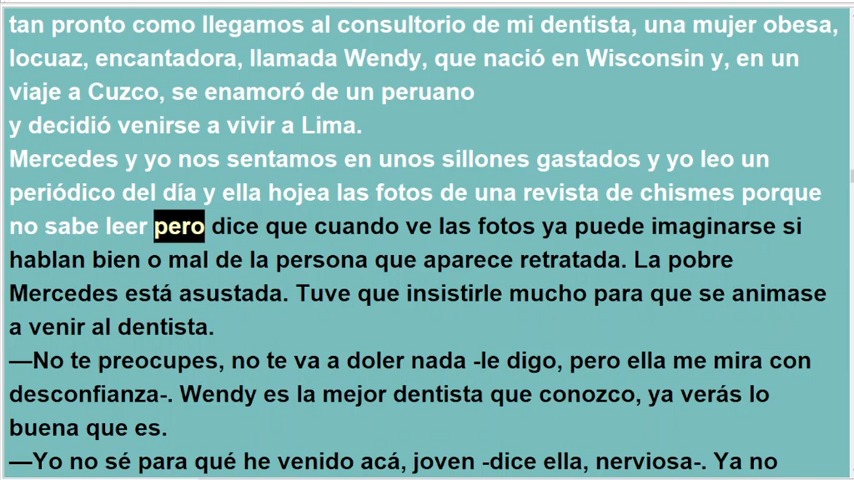 tan pronto como llegamos al consultorio de mi dentista, una mujer obesa,
locuaz, encantadora, llamada Wendy, que nació en Wisconsin y, en un
viaje a Cuzco, se enamoró de un peruano
y decidió venirse a vivir a Lima.
Mercedes y yo nos sentamos en unos sillones gastados y yo leo un
periódico del día y ella hojea las fotos de una revista de chismes porque
no sabe leer pero dice que cuando ve las fotos ya puede imaginarse si
hablan bien o mal de la persona que aparece retratada. La pobre
Mercedes está asustada. Tuve que insistirle mucho para que se animase
a venir al dentista.
—No te preocupes, no te va a doler nada -le digo, pero ella me mira con
desconfianza-. Wendy es la mejor dentista que conozco, ya verás lo
buena que es.
—Yo no sé para qué he venido acá, joven -dice ella, nerviosa-. Ya no